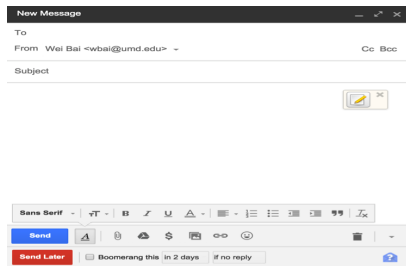 New Message
To
From Wei Bai <wbai@umd.edu> Cc Bcc
Subject
Sans Serif T B I U A Tx
Send A $
Send Later Boomerang this in 2 days if no reply ?